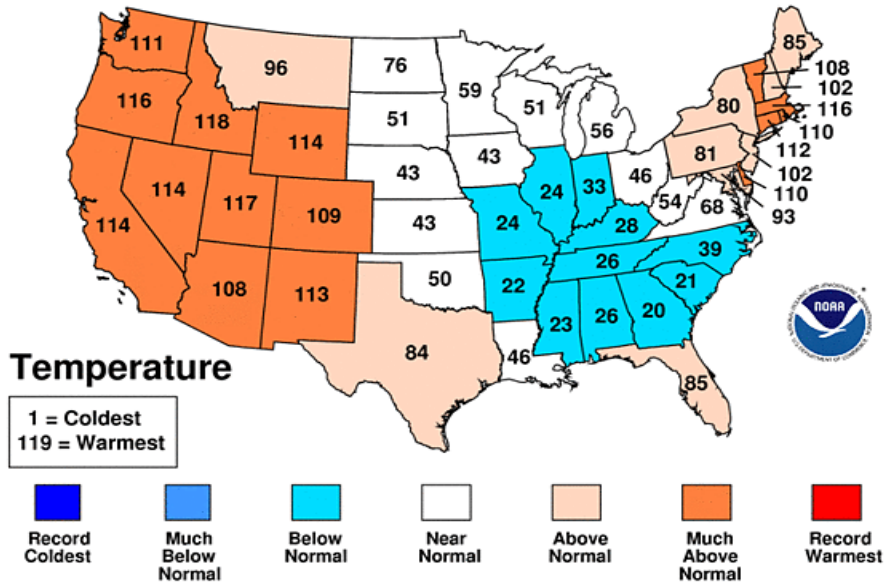 111
96
76
59
85
108
102
116
110
112
102
110
93
116
118
114
51
51
56
80
81
43
43
46
54
68
114
114
117
109
43
24
24
33
28
39
26
21
108
113
50
22
23
26
20
84
46
85
NOAA
Temperature
1 = Coldest
119 = Warmest
Record
Coldest
Much
Below
Normal
Below
Normal
Near
Normal
Above
Normal
Much
Above
Normal
Record
Warmest